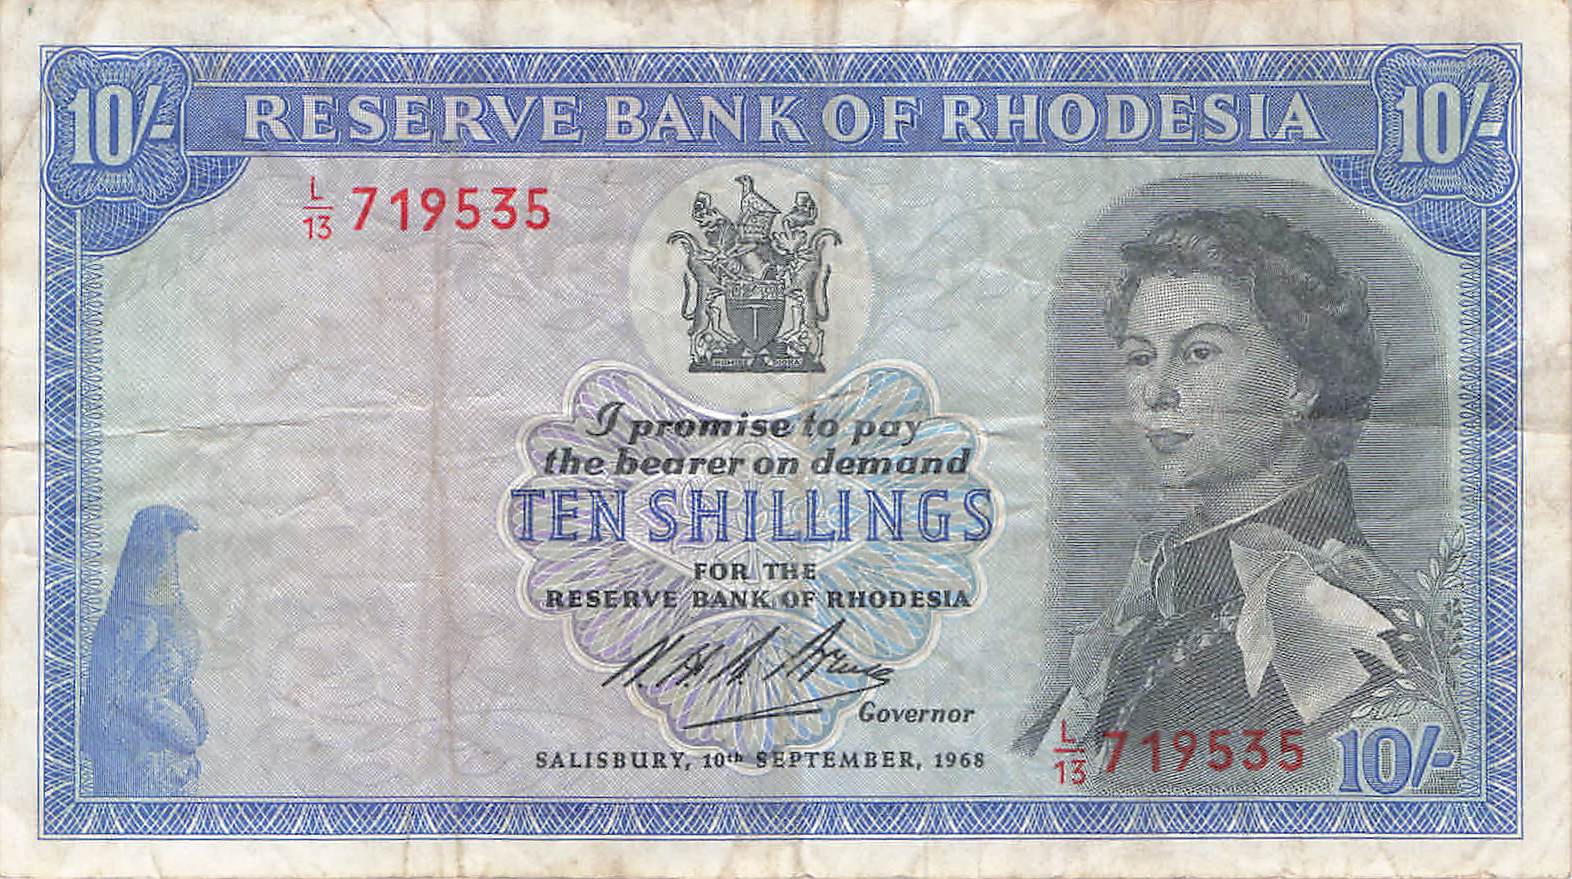 10/- RESERVE BANK OF RHODESIA 10/-
L/13 719535
I promise to pay
the bearer on demand
TEN SHILLINGS
FOR THE
RESERVE BANK OF RHODESIA
Governor
SALISBURY, 10th SEPTEMBER, 1968
L/13 719535 10/-